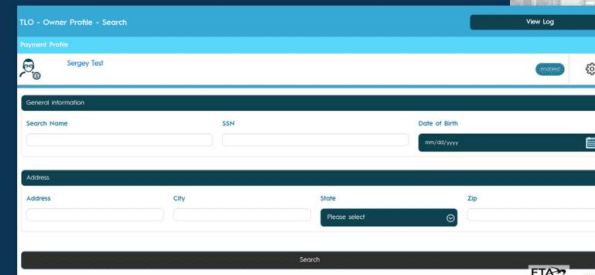 TLO - Owner Profile - Search
View Log
Payment Profile
Sergey Test
enabled
General information
Search Name
SSN
Date of Birth
mm/dd/yyyy
Address
Address
City
State
Zip
Please select
Search